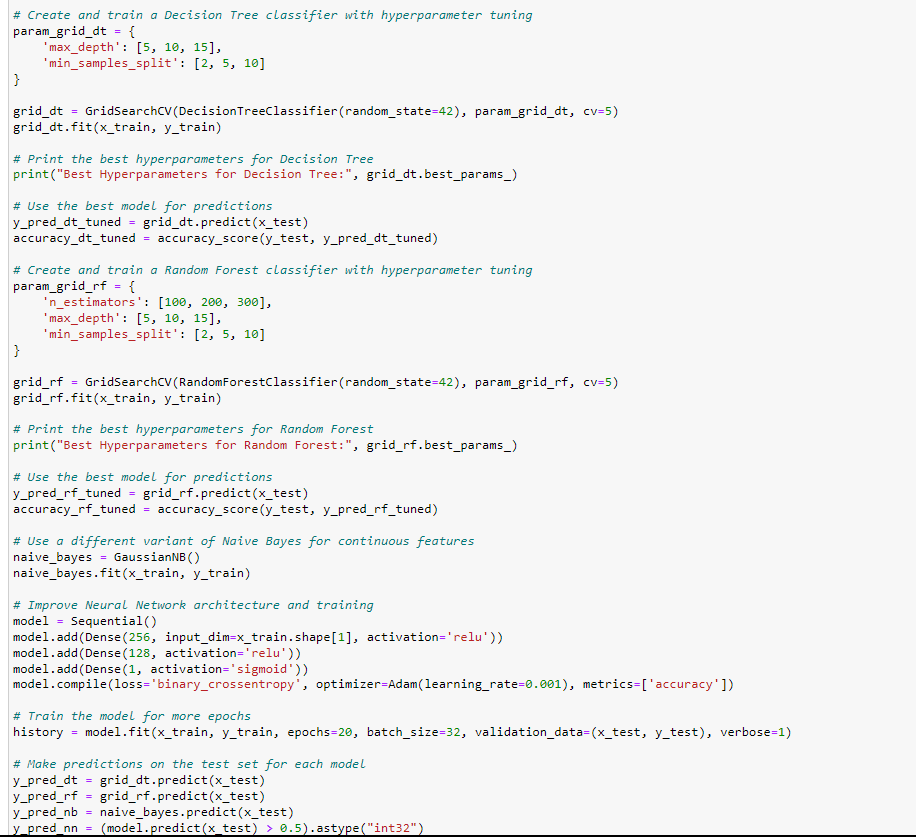 # Create and train a Decision Tree classifier with hyperparameter tuning
param_grid_dt = {
    'max_depth': [5, 10, 15],
    'min_samples_split': [2, 5, 10]
}
grid_dt = GridSearchCV(DecisionTreeClassifier(random_state=42), param_grid_dt, cv=5)
grid_dt.fit(x_train, y_train)
# Print the best hyperparameters for Decision Tree
print("Best Hyperparameters for Decision Tree:", grid_dt.best_params_)
# Use the best model for predictions
y_pred_dt_tuned = grid_dt.predict(x_test)
accuracy_dt_tuned = accuracy_score(y_test, y_pred_dt_tuned)
# Create and train a Random Forest classifier with hyperparameter tuning
param_grid_rf = {
    'n_estimators': [100, 200, 300],
    'max_depth': [5, 10, 15],
    'min_samples_split': [2, 5, 10]
}
grid_rf = GridSearchCV(RandomForestClassifier(random_state=42), param_grid_rf, cv=5)
grid_rf.fit(x_train, y_train)
# Print the best hyperparameters for Random Forest
print("Best Hyperparameters for Random Forest:", grid_rf.best_params_)
# Use the best model for predictions
y_pred_rf_tuned = grid_rf.predict(x_test)
accuracy_rf_tuned = accuracy_score(y_test, y_pred_rf_tuned)
# Use a different variant of Naive Bayes for continuous features
naive_bayes = GaussianNB()
naive_bayes.fit(x_train, y_train)
# Improve Neural Network architecture and training
model = Sequential()
model.add(Dense(256, input_dim=x_train.shape[1], activation='relu'))
model.add(Dense(128, activation='relu'))
model.add(Dense(1, activation='sigmoid'))
model.compile(loss='binary_crossentropy', optimizer=Adam(learning_rate=0.001), metrics=['accuracy'])
# Train the model for more epochs
history = model.fit(x_train, y_train, epochs=20, batch_size=32, validation_data=(x_test, y_test), verbose=1)
# Make predictions on the test set for each model
y_pred_dt = grid_dt.predict(x_test)
y_pred_rf = grid_rf.predict(x_test)
y_pred_nb = naive_bayes.predict(x_test)
y_pred_nn = (model.predict(x_test) > 0.5).astype("int32")